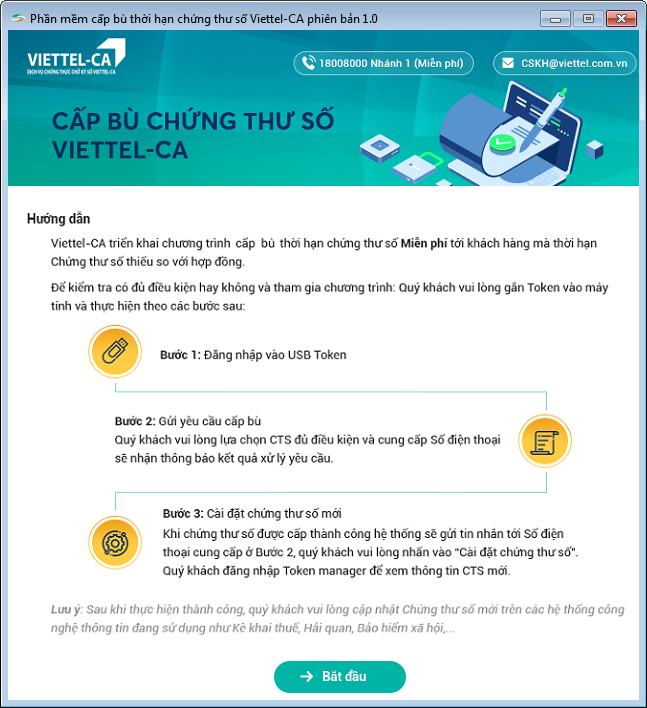 Phần mềm cấp bù thời hạn chứng thư số Viettel-CA phiên bản 1.0
VIETTEL-CA
DỊCH VỤ CHỨNG THỰC CHỮ KÝ SỐ VIETTEL-CA
18008000 Nhánh 1 (Miễn phí)
CSKH@viettel.com.vn
CẤP BÙ CHỨNG THƯ SỐ
VIETTEL-CA
Hướng dẫn
Viettel-CA triển khai chương trình cấp bù thời hạn chứng thư số Miễn phí tới khách hàng mà thời hạn
Chứng thư số thiếu so với hợp đồng.
Để kiểm tra có đủ điều kiện hay không và tham gia chương trình: Quý khách vui lòng gắn Token vào máy
tính và thực hiện theo các bước sau:
Bước 1: Đăng nhập vào USB Token
Bước 2: Gửi yêu cầu cấp bù
Quý khách vui lòng lựa chọn CTS đủ điều kiện và cung cấp Số điện thoại
sẽ nhận thông báo kết quả xử lý yêu cầu.
Bước 3: Cài đặt chứng thư số mới
Khi chứng thư số được cấp thành công hệ thống sẽ gửi tin nhắn tới Số điện
thoại cung cấp ở Bước 2, quý khách vui lòng nhấn vào “Cài đặt chứng thư số”.
Quý khách đăng nhập Token manager để xem thông tin CTS mới.
Lưu ý: Sau khi thực hiện thành công, quý khách vui lòng cập nhật Chứng thư số mới trên các hệ thống công
nghệ thông tin đang sử dụng như Kê khai thuế, Hải quan, Bảo hiểm xã hội,...
Bắt đầu